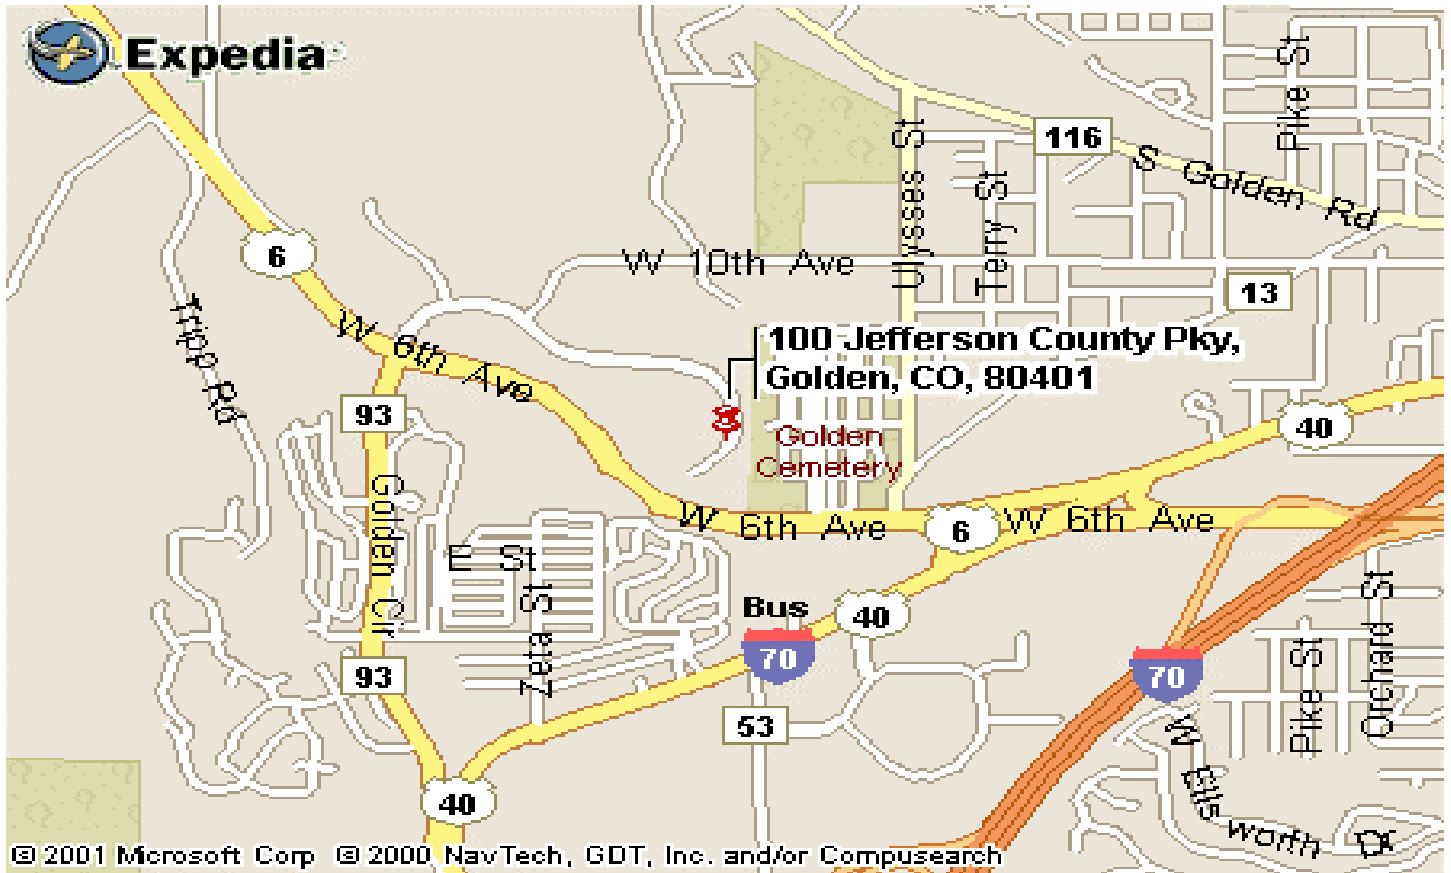 Expedia
Pike St
116
S Golden Rd
Ulysses St
Terry St
6
W 10th Ave
13
W 6th Ave
Tripp Rd
100 Jefferson County Pky,
Golden, CO, 80401
93
40
Golden
Cemetery
Golden Cir
W 6th Ave
6
W 6th Ave
E St
Zeta St
Bus
70
40
Orchard St
Pike St
70
93
53
W Ellsworth Dr
40
© 2001 Microsoft Corp © 2000 NavTech, GDT, Inc. and/or Compusearch